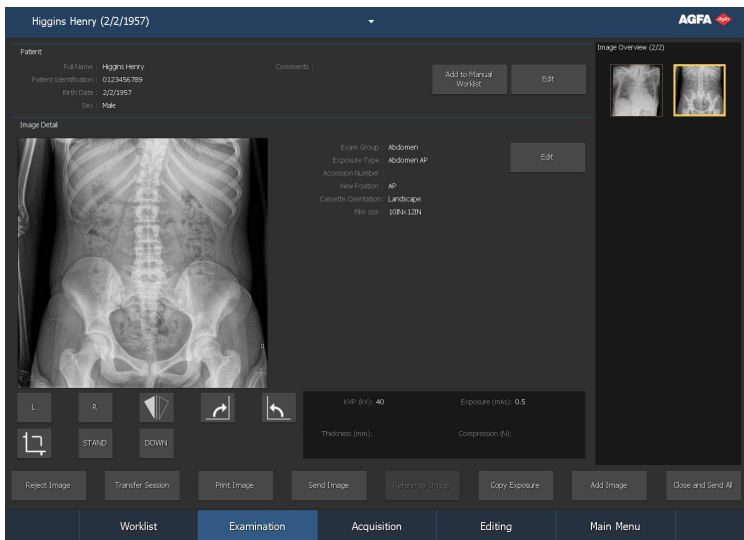 Higgins Henry (2/2/1957)
AGFA
Patient
Full Name : Higgins Henry
Comments :
Patient Identification : 0123456789
Birth Date : 2/2/1957
Sex : Male
Add to Manual
Worklist
Edit
Image Overview (2/2)
Image Detail
Exam Group : Abdomen
Exposure Type : Abdomen AP
Accession Number :
View Position : AP
Cassette Orientation: Landscape
Film size : 10INx12IN
Edit
L
R
STAND
DOWN
KVP (kV): 40
Exposure (mAs): 0.5
Thickness (mm):
Compression (N):
Reject Image
Transfer Session
Print Image
Send Image
Reference Image
Copy Exposure
Add Image
Close and Send All
Worklist
Examination
Acquisition
Editing
Main Menu